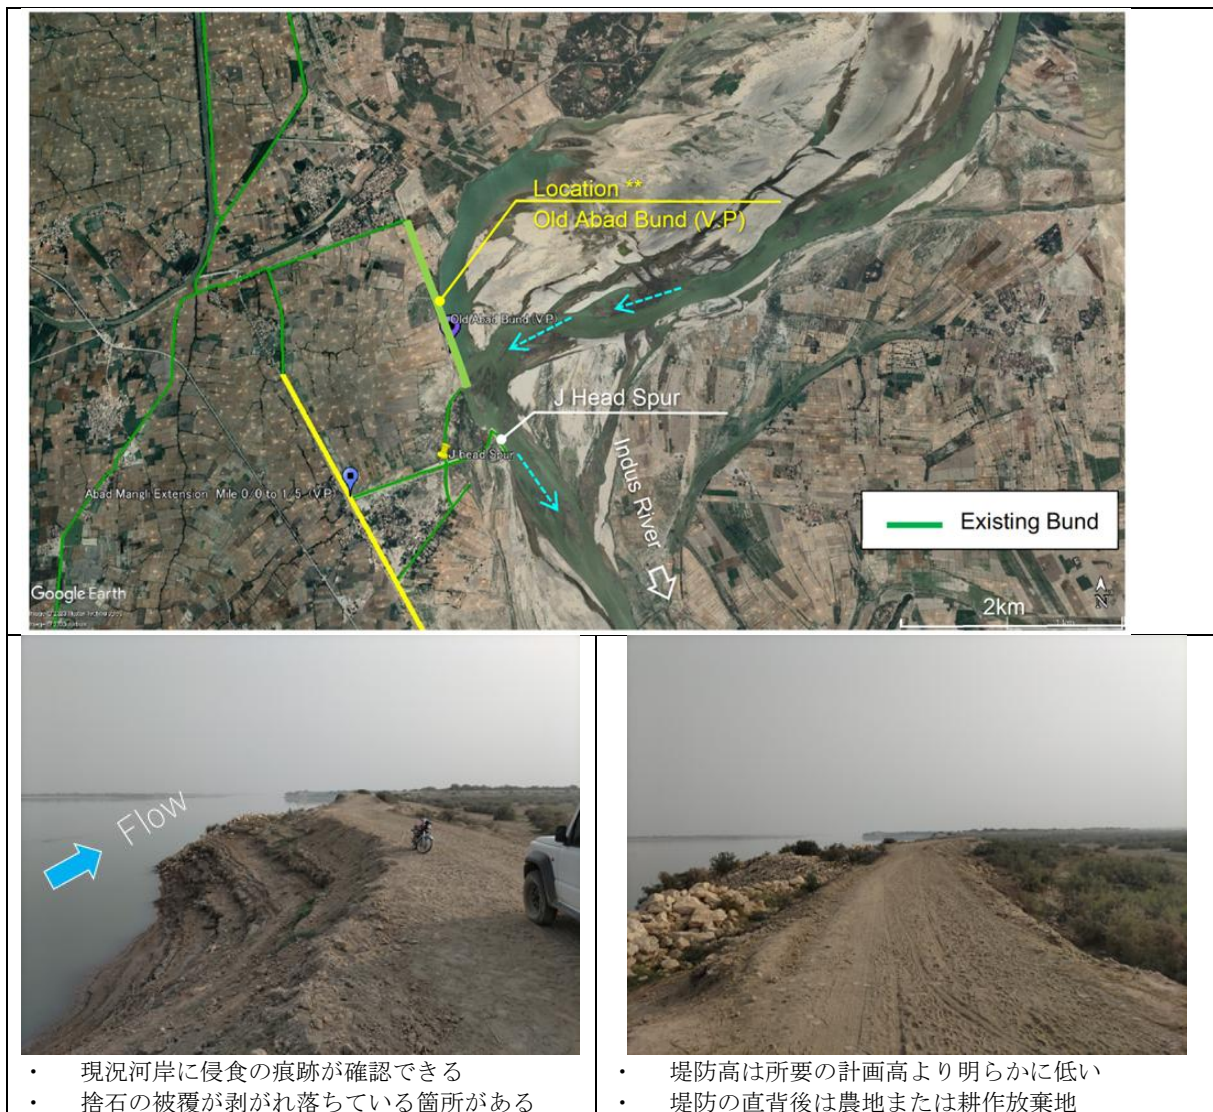 Location **
Old Abad Bund (V.P)
Old Abad Bund (V.P)
J Head Spur
J head Spur
Abad Mangli Extension Mile 0/0 to 1/5 (V.P)
Indus River
Existing Bund
Google Earth
2km
1 km
N
Flow
・ 現況河岸に侵食の痕跡が確認できる
・ 捨石の被覆が剥がれ落ちている箇所がある
・ 堤防高は所要の計画高より明らかに低い
・ 堤防の直背後は農地または耕作放棄地